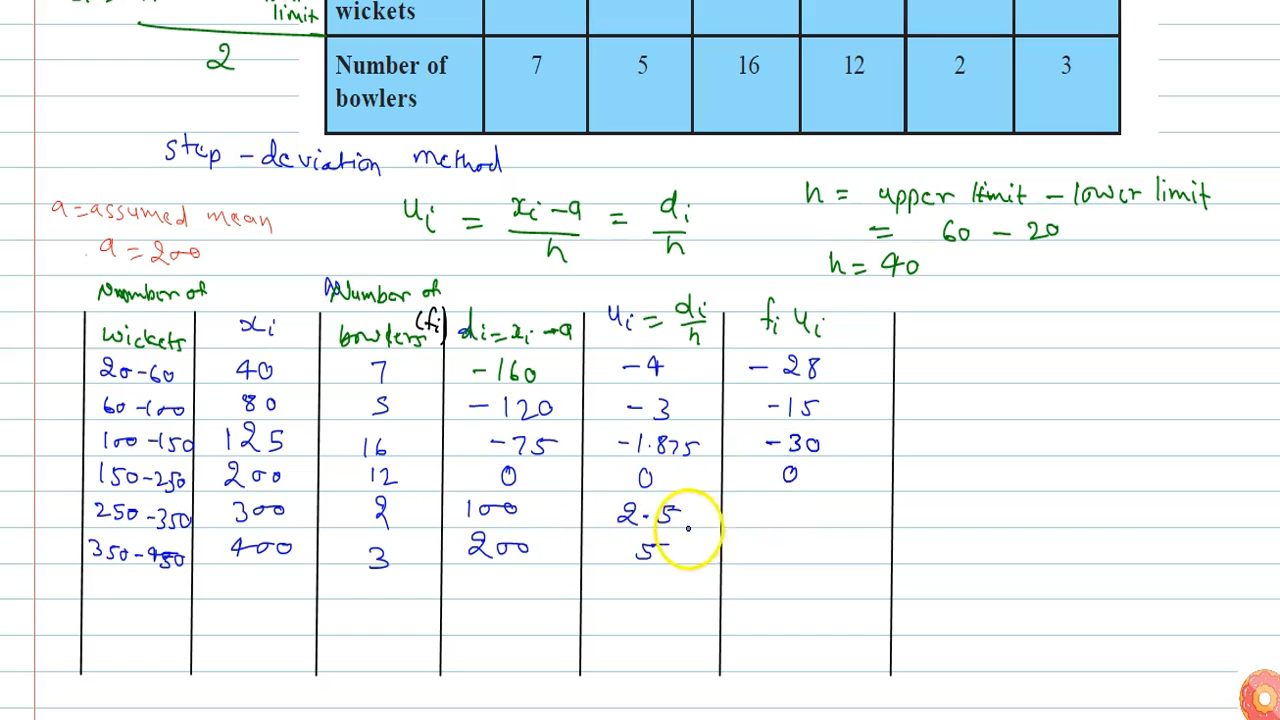 limit
2
wickets
Number of bowlers 7 5 16 12 2 3
step-deviation method
a=assumed mean
a=200
ui = xi-a/h = di/h
h = upper limit - lower limit
= 60 - 20
h=40
Number of wickets xi Number of bowlers (fi) di=xi-a ui = di/h fi ui
20-60 40 7 -160 -4 -28
60-100 80 5 -120 -3 -15
100-150 125 16 -75 -1.875 -30
150-250 200 12 0 0 0
250-350 300 2 100 2.5
350-450 400 3 200 5